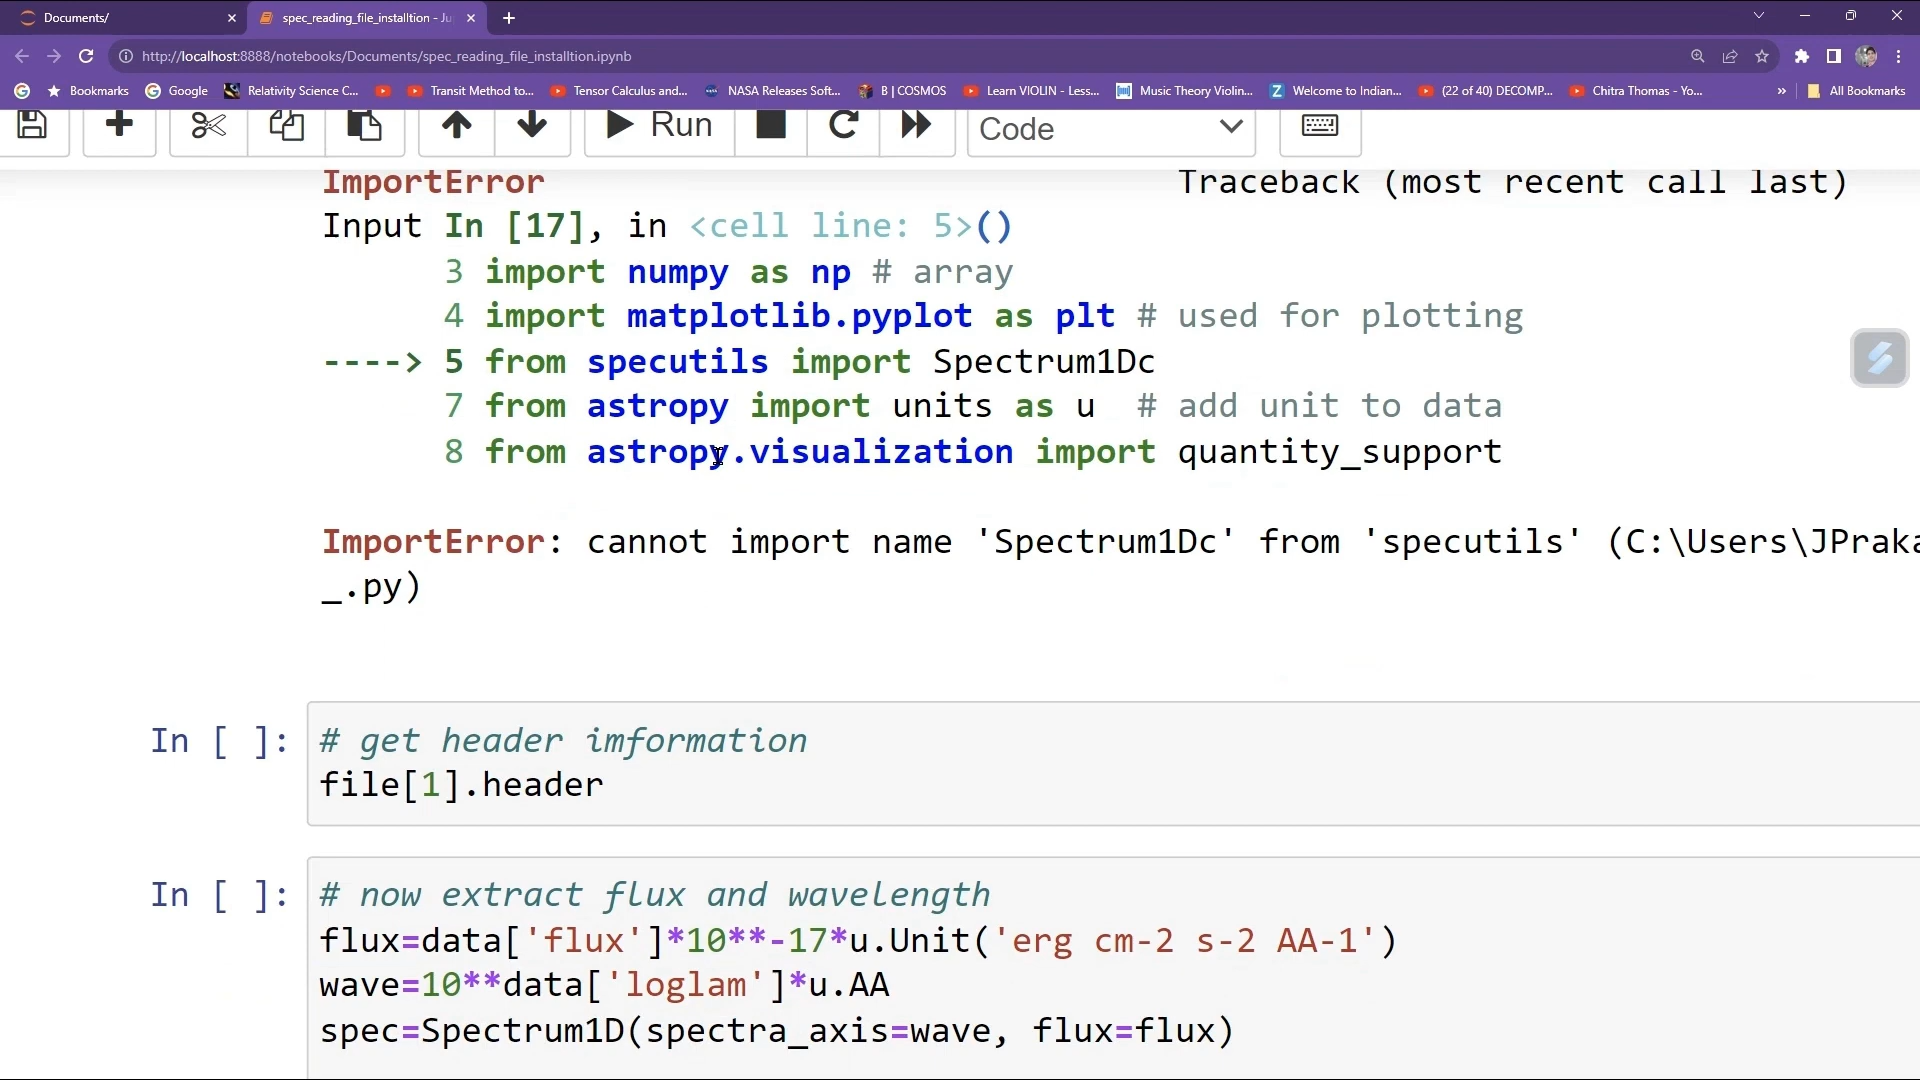 Documents/
spec_reading_file_installtion - Ju
http://localhost:8888/notebooks/Documents/spec_reading_file_installtion.ipynb
Bookmarks Google Relativity Science C... Transit Method to... Tensor Calculus and... NASA Releases Soft... B | COSMOS Learn VIOLIN - Less... Music Theory Violin... Welcome to Indian... (22 of 40) DECOMP... Chitra Thomas - Yo... » All Bookmarks
Run Code
ImportError Traceback (most recent call last)
Input In [17], in <cell line: 5>()
3 import numpy as np # array
4 import matplotlib.pyplot as plt # used for plotting
----> 5 from specutils import Spectrum1Dc
7 from astropy import units as u # add unit to data
8 from astropy.visualization import quantity_support
ImportError: cannot import name 'Spectrum1Dc' from 'specutils' (C:\Users\JPraka
_.py)
In [ ]: # get header imformation
file[1].header
In [ ]: # now extract flux and wavelength
flux=data['flux']*10**-17*u.Unit('erg cm-2 s-2 AA-1')
wave=10**data['loglam']*u.AA
spec=Spectrum1D(spectra_axis=wave, flux=flux)